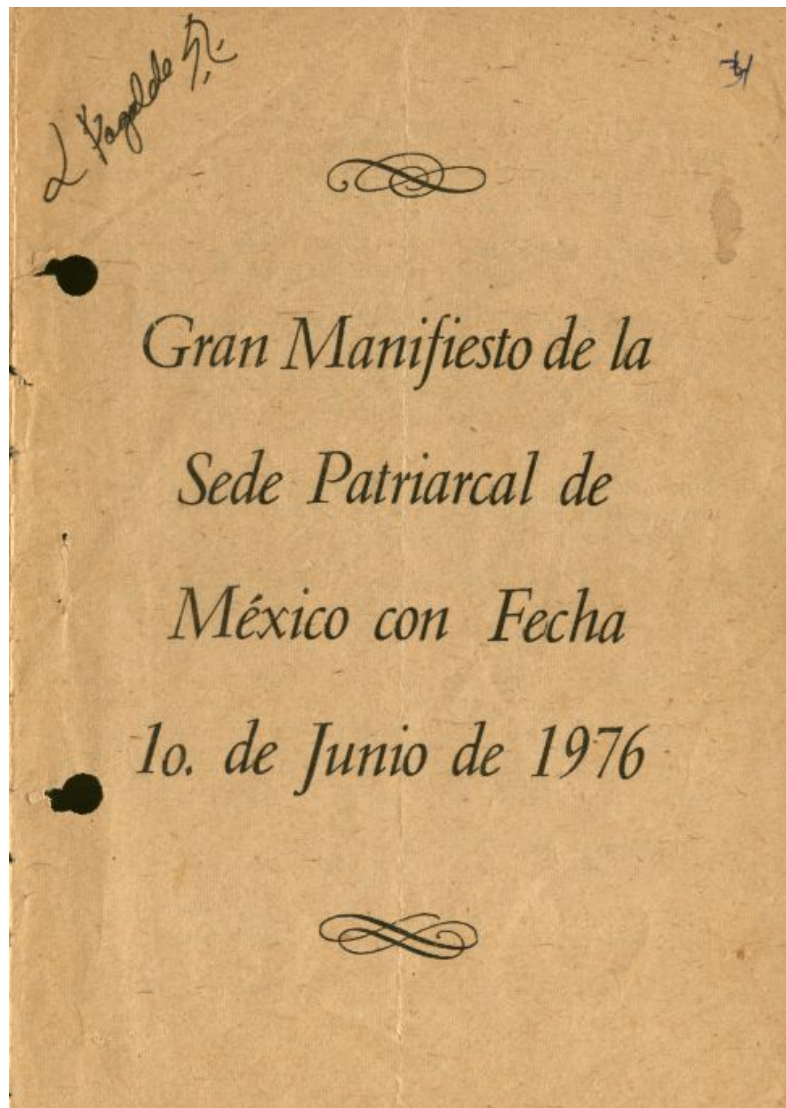 Gran Manifiesto de la
Sede Patriarcal de
México con Fecha
1o. de Junio de 1976